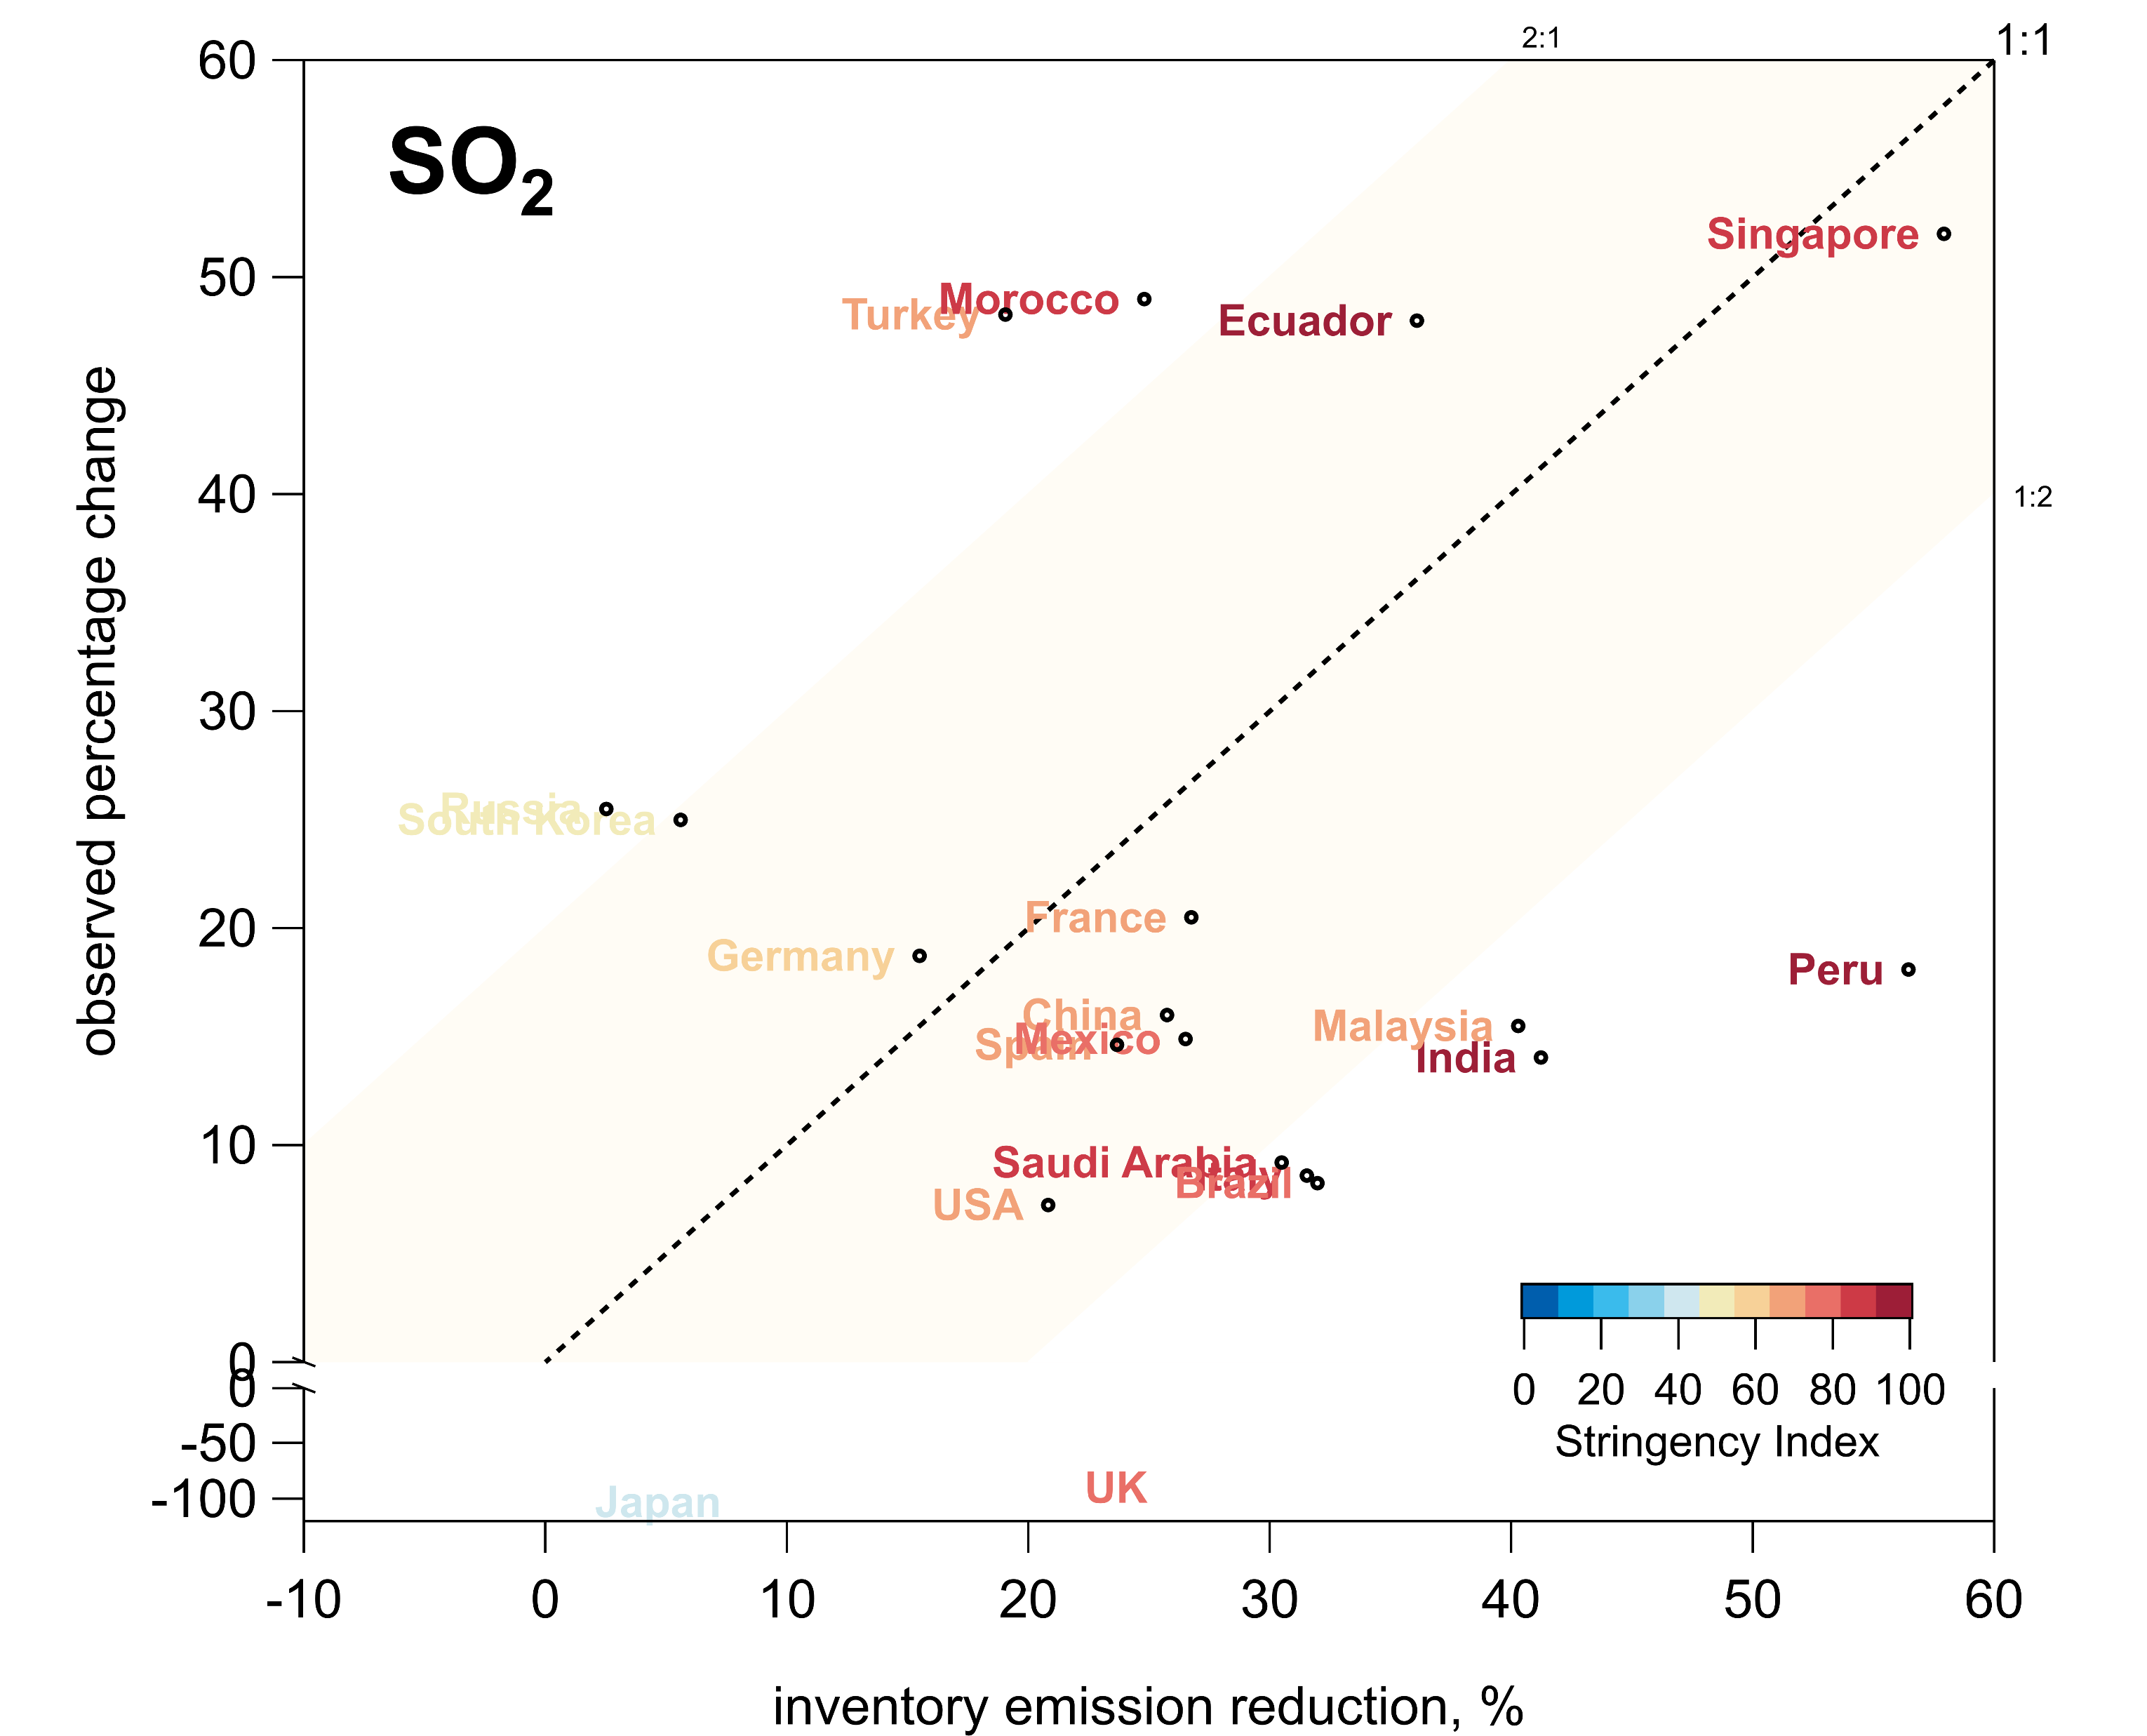 2:1
1:1
60
SO2
Singapore
50
Morocco
Turkey
Ecuador
40
1:2
observed percentage change
30
Russia
South Korea
20
France
Germany
Peru
China
Malaysia
Mexico
Spain
India
10
Saudi Arabia
Italy
Brazil
USA
0
0
-50
-100
0 20 40 60 80 100
Stringency Index
UK
Japan
-10 0 10 20 30 40 50 60
inventory emission reduction, %